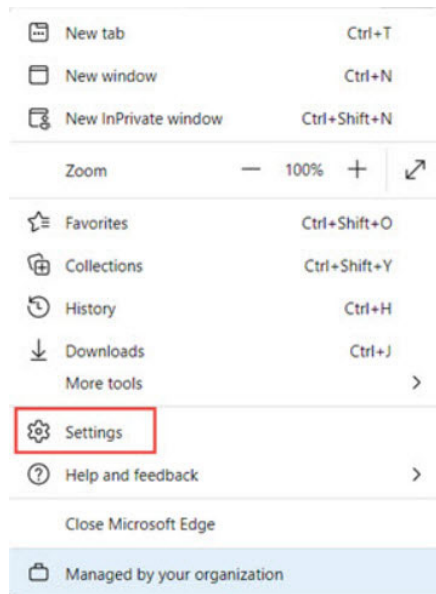 New tab Ctrl+T
New window Ctrl+N
New InPrivate window Ctrl+Shift+N
Zoom — 100% +
Favorites Ctrl+Shift+O
Collections Ctrl+Shift+Y
History Ctrl+H
Downloads Ctrl+J
More tools
Settings
Help and feedback
Close Microsoft Edge
Managed by your organization